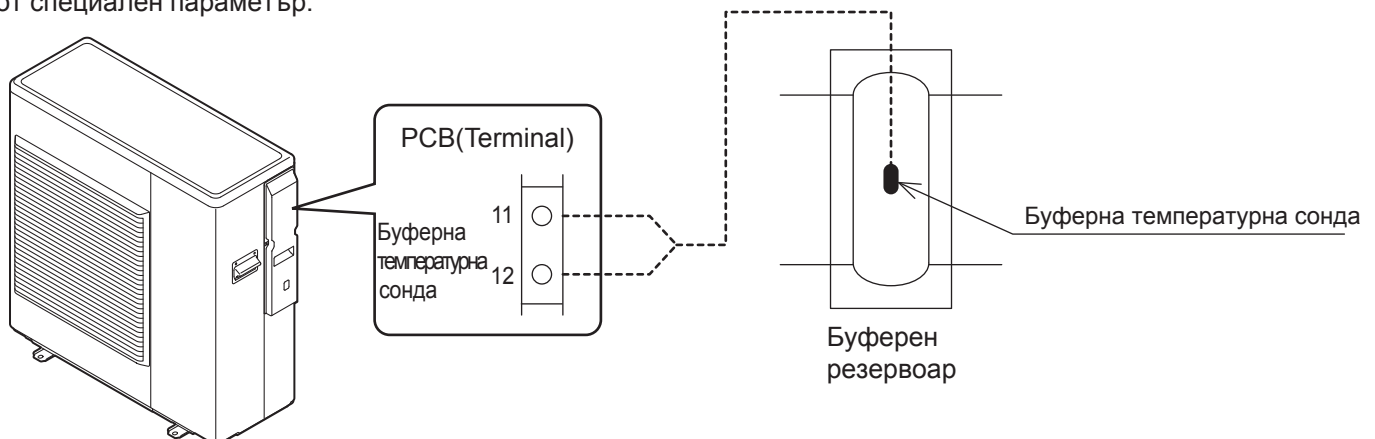 от специален параметър.
PCB(Terminal)
11
Буферна
температурна
12
сонда
Буферна температурна сонда
Буферен
резервоар